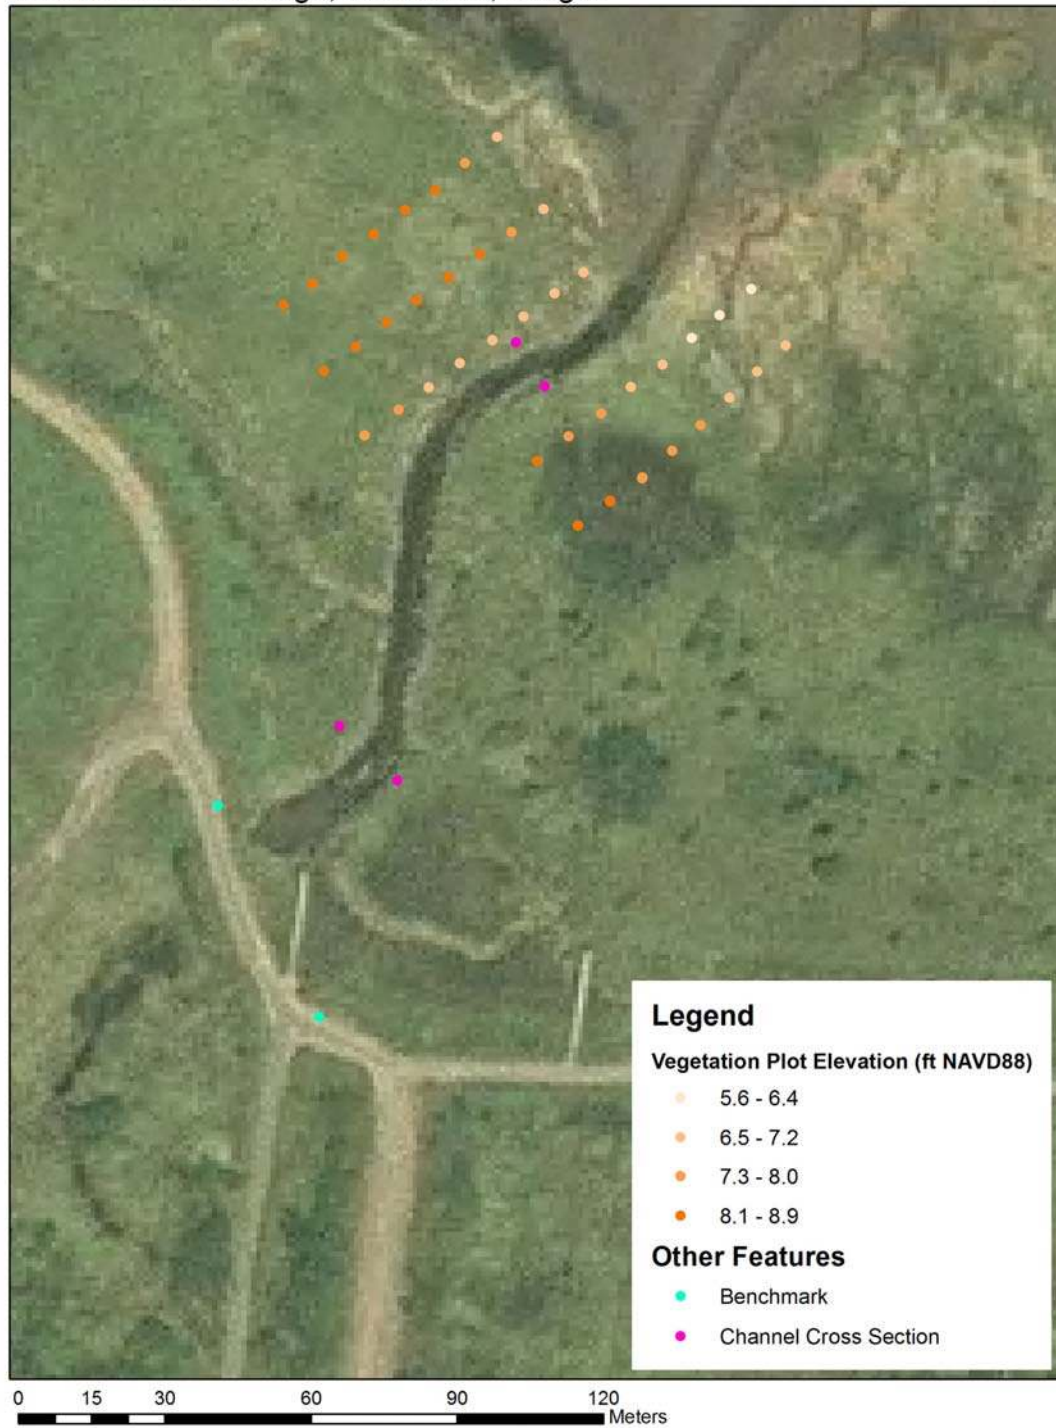 Legend
Vegetation Plot Elevation (ft NAVD88)
5.6 - 6.4
6.5 - 7.2
7.3 - 8.0
8.1 - 8.9
Other Features
Benchmark
Channel Cross Section
0 15 30 60 90 120
Meters